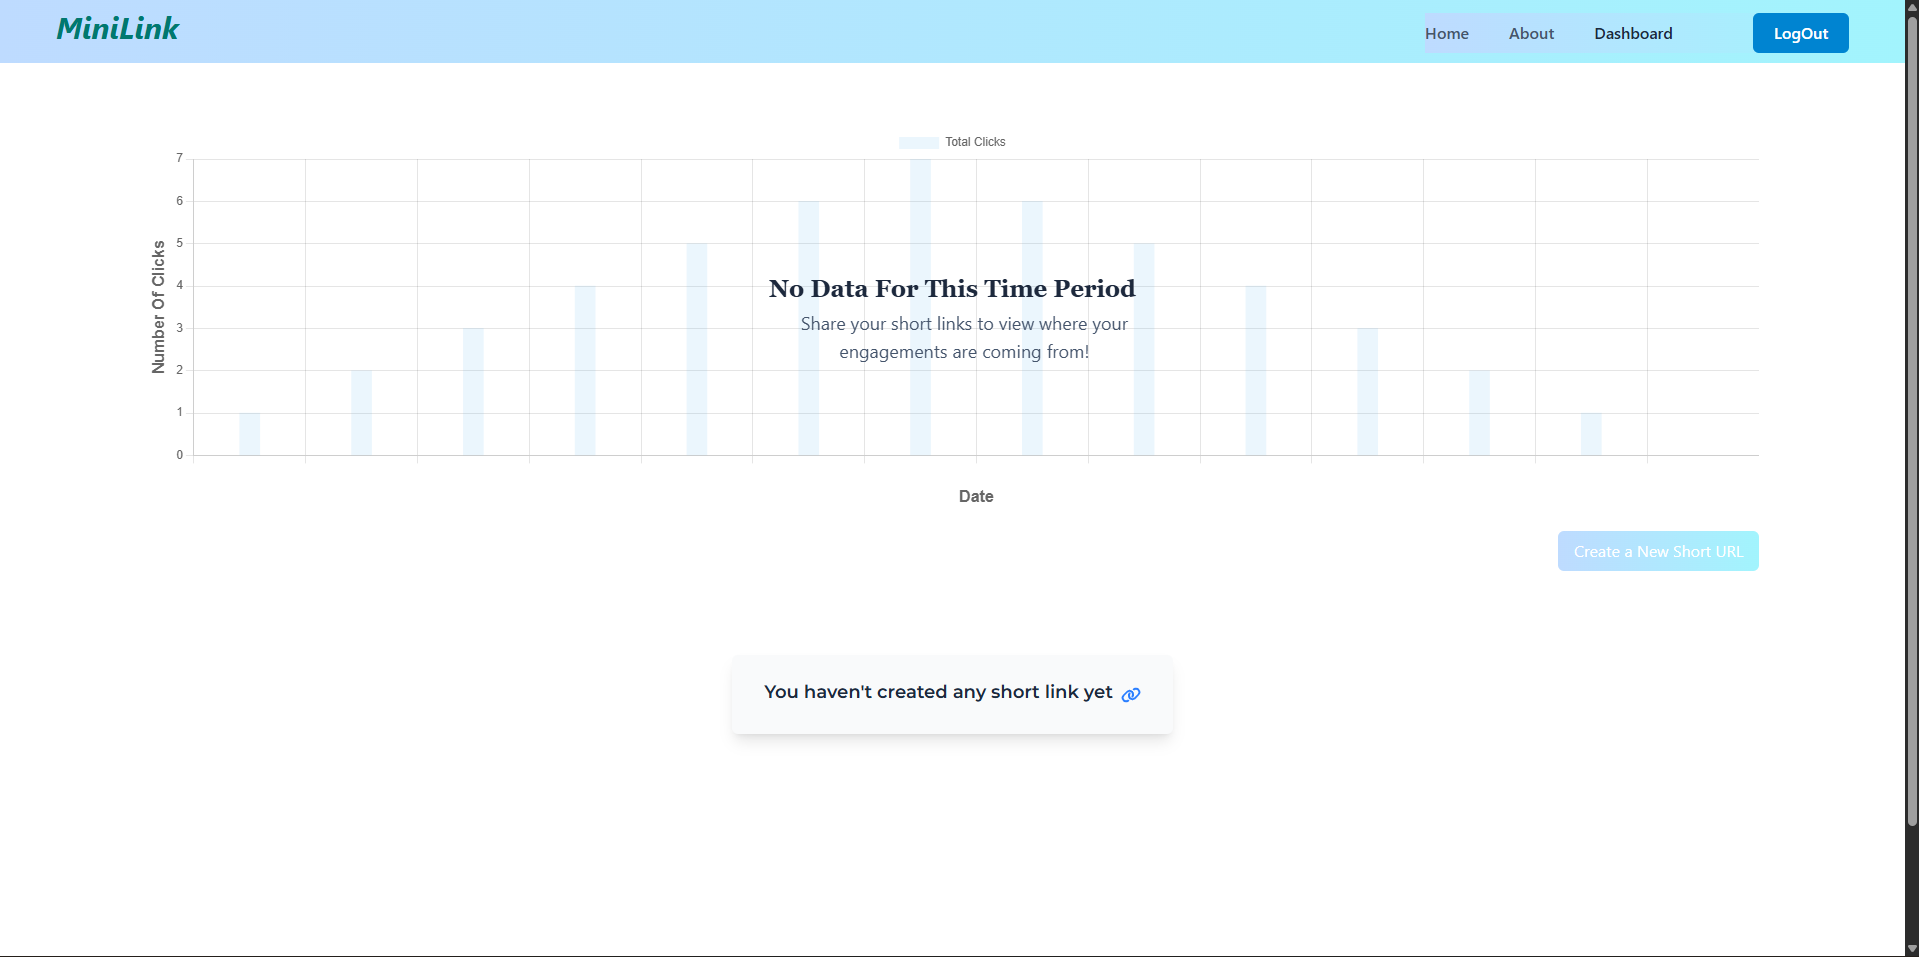 MiniLink
Home
About
Dashboard
LogOut
Total Clicks
Number Of Clicks
7
6
5
4
3
2
1
0
No Data For This Time Period
Share your short links to view where your
engagements are coming from!
Date
Create a New Short URL
You haven't created any short link yet